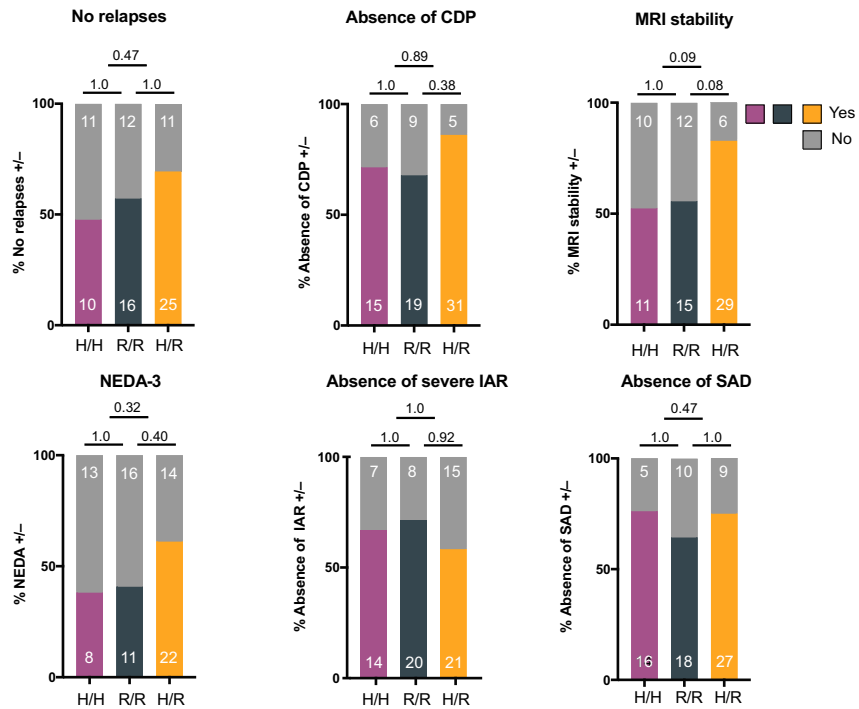 No relapses
Absence of CDP
MRI stability
0.47
0.89
0.09
1.0 1.0
1.0 0.38
1.0 0.08
100
11 12 11
50
10 16 25
0
% No relapses +/–
H/H R/R H/R
100
6 9 5
50
15 19 31
0
% Absence of CDP +/–
H/H R/R H/R
100
10 12 6
50
11 15 29
0
% MRI stability +/–
H/H R/R H/R
Yes
No
NEDA-3
Absence of severe IAR
Absence of SAD
0.32
1.0
0.47
1.0 0.40
1.0 0.92
1.0 1.0
100
13 16 14
50
8 11 22
0
% NEDA +/–
H/H R/R H/R
100
7 8 15
50
14 20 21
0
% Absence of IAR +/–
H/H R/R H/R
100
5 10 9
50
18 27
0
% Absence of SAD +/–
H/H R/R H/R